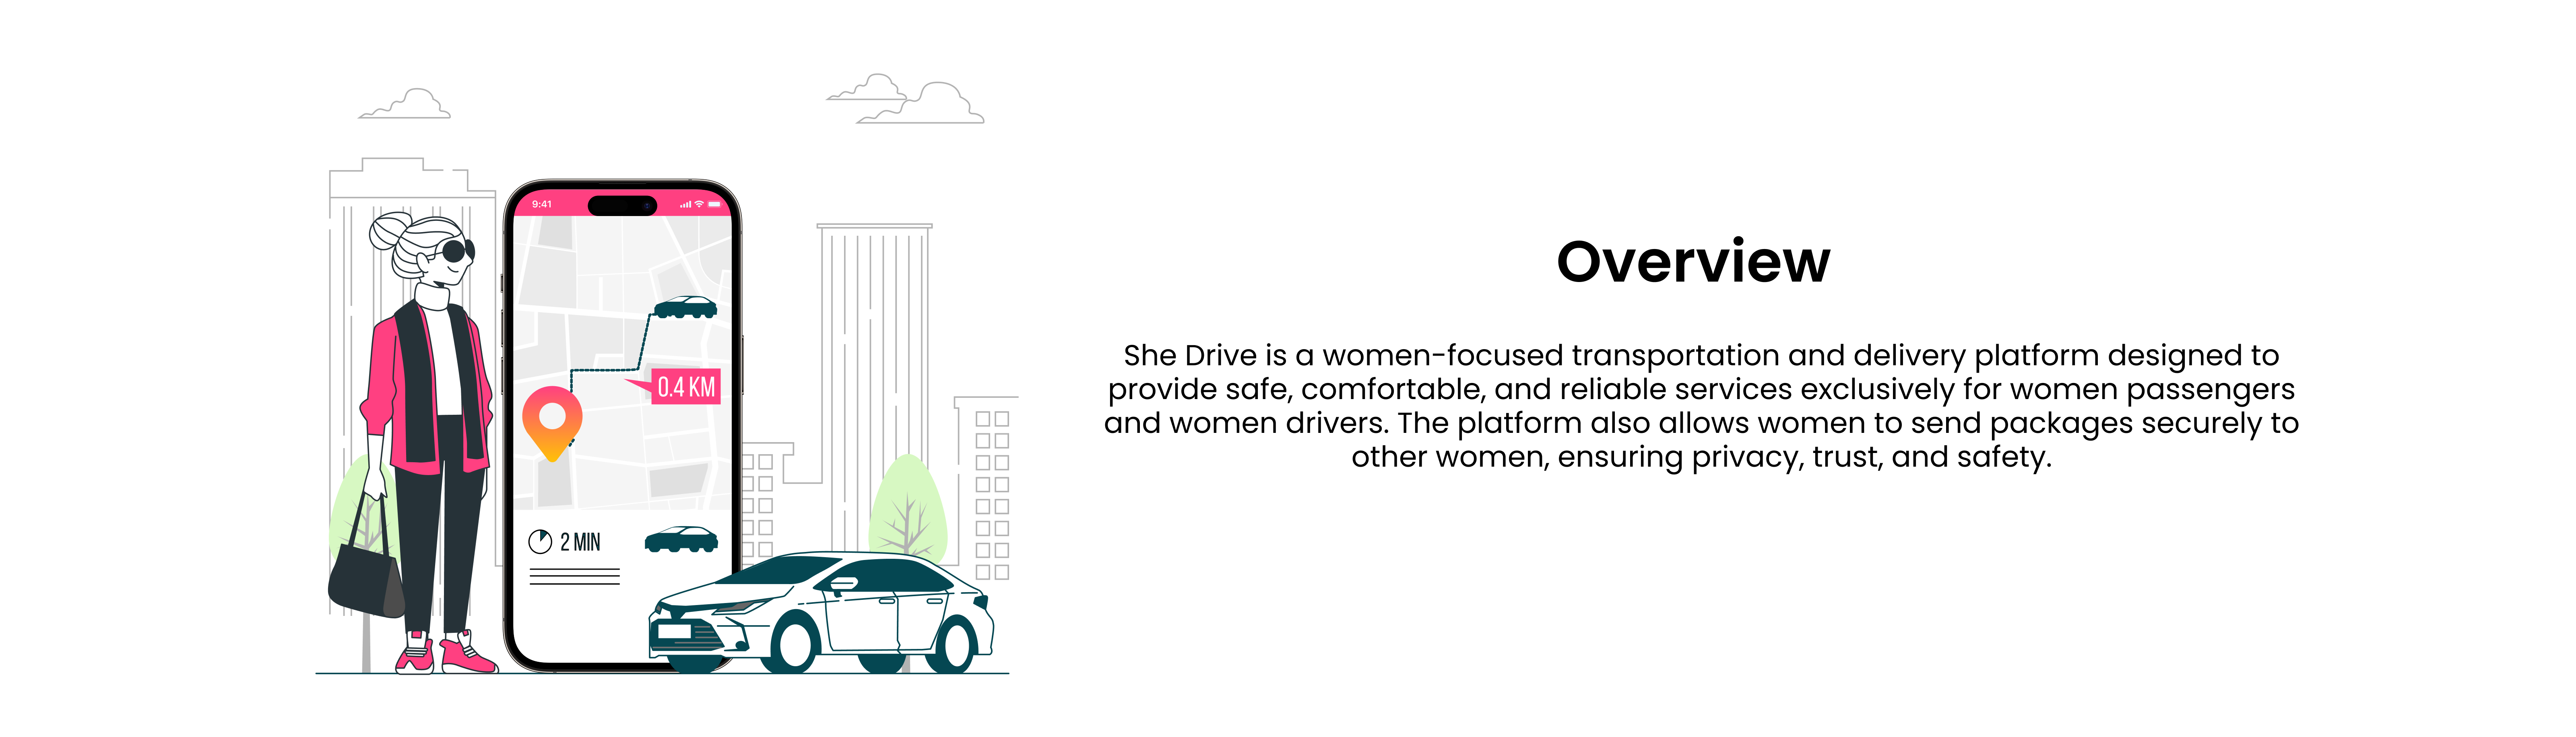 9:41
0.4 KM
2 MIN
Overview
She Drive is a women-focused transportation and delivery platform designed to
provide safe, comfortable, and reliable services exclusively for women passengers
and women drivers. The platform also allows women to send packages securely to
other women, ensuring privacy, trust, and safety.